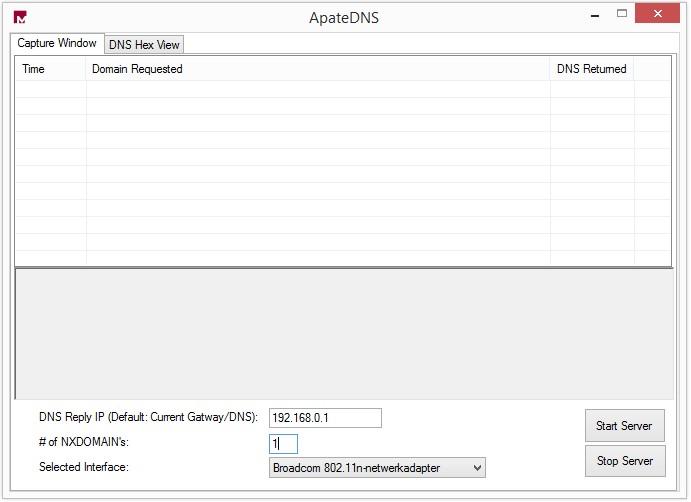 ApateDNS
Capture Window
DNS Hex View
Time
Domain Requested
DNS Returned
DNS Reply IP (Default: Current Gatway/DNS):
192.168.0.1
# of NXDOMAIN's:
1
Selected Interface:
Broadcom 802.11n-netwerkadapter
Start Server
Stop Server